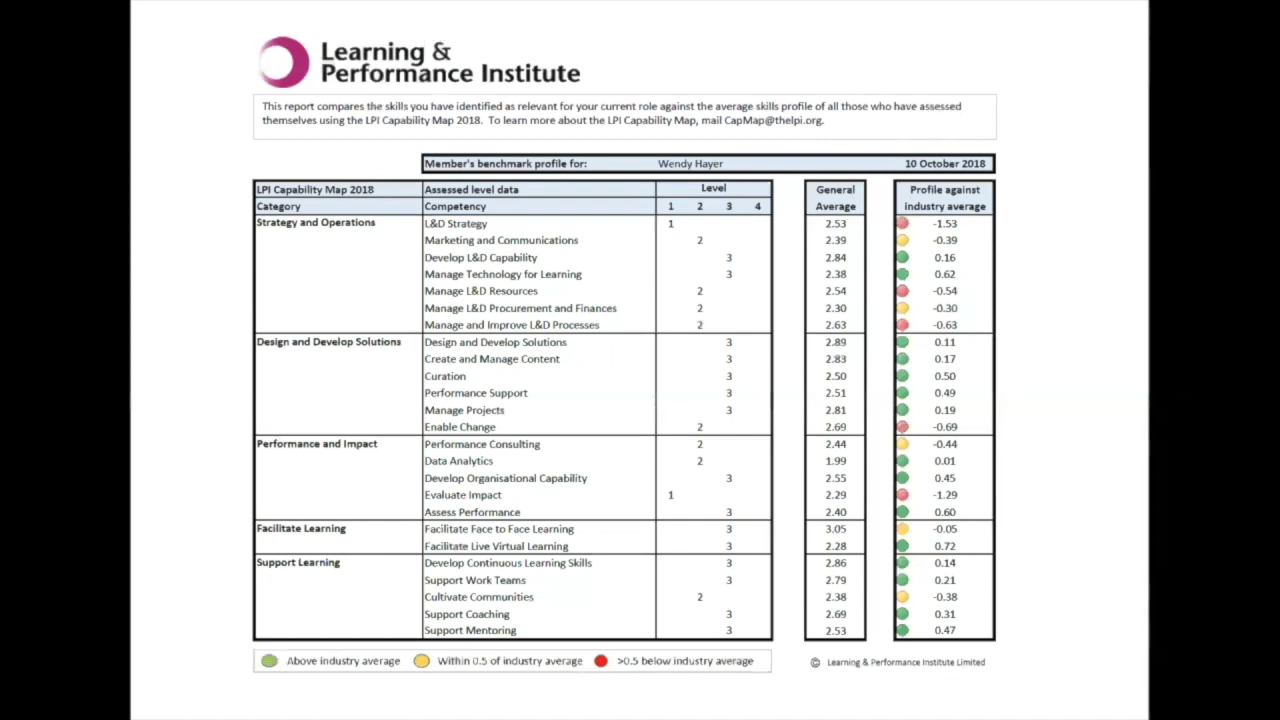 Learning &
Performance Institute
This report compares the skills you have identified as relevant for your current role against the average skills profile of all those who have assessed
themselves using the LPI Capability Map 2018. To learn more about the LPI Capability Map, mail CapMap@thelpi.org.
Member's benchmark profile for: Wendy Hayer 10 October 2018
LPI Capability Map 2018 Assessed level data Level General Profile against
Category Competency 1 2 3 4 Average industry average
Strategy and Operations L&D Strategy 1 2.53 -1.53
Marketing and Communications 2 2.39 -0.39
Develop L&D Capability 3 2.84 0.16
Manage Technology for Learning 3 2.38 0.62
Manage L&D Resources 2 2.54 -0.54
Manage L&D Procurement and Finances 2 2.30 -0.30
Manage and Improve L&D Processes 2 2.63 -0.63
Design and Develop Solutions Design and Develop Solutions 3 2.89 0.11
Create and Manage Content 3 2.83 0.17
Curation 3 2.50 0.50
Performance Support 3 2.51 0.49
Manage Projects 3 2.81 0.19
Enable Change 2 2.69 -0.69
Performance and Impact Performance Consulting 2 2.44 -0.44
Data Analytics 2 1.99 0.01
Develop Organisational Capability 3 2.55 0.45
Evaluate Impact 1 2.29 -1.29
Assess Performance 3 2.40 0.60
Facilitate Learning Facilitate Face to Face Learning 3 3.05 -0.05
Facilitate Live Virtual Learning 3 2.28 0.72
Support Learning Develop Continuous Learning Skills 3 2.86 0.14
Support Work Teams 3 2.79 0.21
Cultivate Communities 2 2.38 -0.38
Support Coaching 3 2.69 0.31
Support Mentoring 3 2.53 0.47
Above industry average Within 0.5 of industry average >0.5 below industry average © Learning & Performance Institute Limited